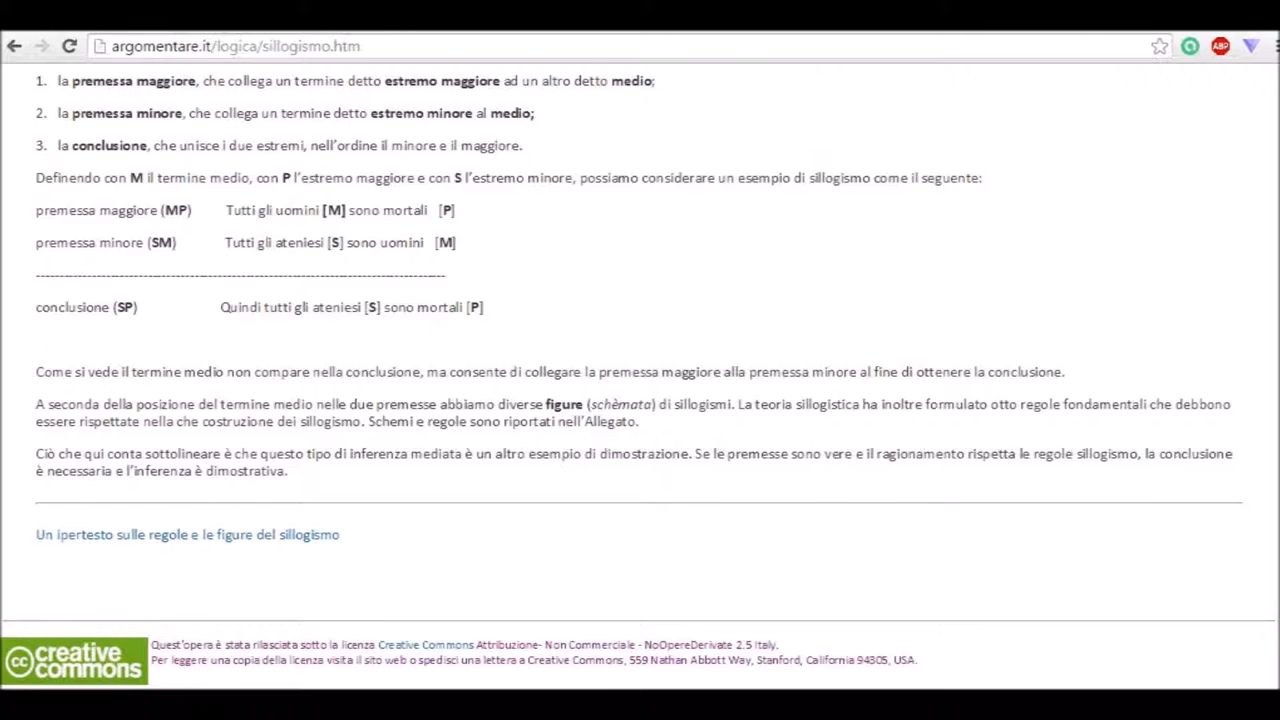 argomentare.it/logica/sillogismo.htm
ABP
1. la premessa maggiore, che collega un termine detto estremo maggiore ad un altro detto medio;
2. la premessa minore, che collega un termine detto estremo minore al medio;
3. la conclusione, che unisce i due estremi, nell'ordine il minore e il maggiore.
Definendo con M il termine medio, con P l'estremo maggiore e con S l'estremo minore, possiamo considerare un esempio di sillogismo come il seguente:
premessa maggiore (MP) Tutti gli uomini [M] sono mortali [P]
premessa minore (SM) Tutti gli ateniesi [S] sono uomini [M]
conclusione (SP) Quindi tutti gli ateniesi [S] sono mortali [P]
Come si vede il termine medio non compare nella conclusione, ma consente di collegare la premessa maggiore alla premessa minore al fine di ottenere la conclusione.
A seconda della posizione del termine medio nelle due premesse abbiamo diverse figure (schèmata) di sillogismi. La teoria sillogistica ha inoltre formulato otto regole fondamentali che debbono
essere rispettate nella che costruzione dei sillogismo. Schemi e regole sono riportati nell'Allegato.
Ciò che qui conta sottolineare è che questo tipo di inferenza mediata è un altro esempio di dimostrazione. Se le premesse sono vere e il ragionamento rispetta le regole sillogismo, la conclusione
è necessaria e l'inferenza è dimostrativa.
Un ipertesto sulle regole e le figure del sillogismo
cc creative commons
Quest'opera è stata rilasciata sotto la licenza Creative Commons Attribuzione- Non Commerciale - NoOpereDerivate 2.5 Italy.
Per leggere una copia della licenza visita il sito web o spedisci una lettera a Creative Commons, 559 Nathan Abbott Way, Stanford, California 94305, USA.